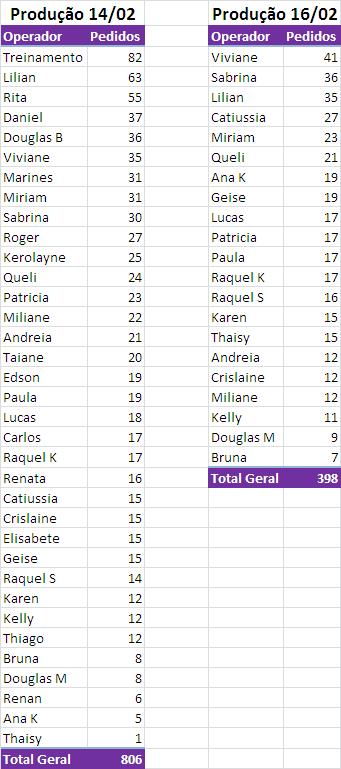 Produção 14/02 Produção 16/02
Operador Pedidos Operador Pedidos
Treinamento 82 Viviane 41
Lilian 63 Sabrina 36
Rita 55 Lilian 35
Daniel 37 Catiussia 27
Douglas B 36 Miriam 23
Viviane 35 Queli 21
Marines 31 Ana K 19
Miriam 31 Geise 19
Sabrina 30 Lucas 17
Roger 27 Patricia 17
Kerolayne 25 Paula 17
Queli 24 Raquel K 17
Patricia 23 Raquel S 16
Miliane 22 Karen 15
Andreia 21 Thaisy 15
Taiane 20 Andreia 12
Edson 19 Crislaine 12
Paula 19 Miliane 12
Lucas 18 Kelly 11
Carlos 17 Douglas M 9
Raquel K 17 Bruna 7
Renata 16 Total Geral 398
Catiussia 15
Crislaine 15
Elisabete 15
Geise 15
Raquel S 14
Karen 12
Kelly 12
Thiago 12
Bruna 8
Douglas M 8
Renan 6
Ana K 5
Thaisy 1
Total Geral 806